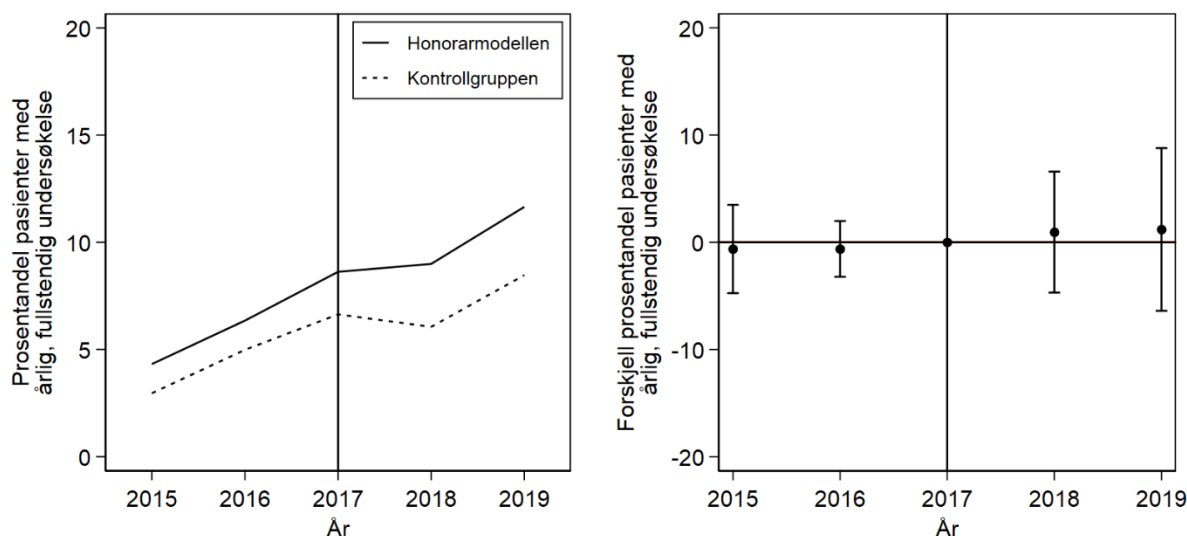 Prosentandel pasienter med
årlig, fullstendig undersøkelse
20
15
10
5
0
Honorarmodellen
Kontrollgruppen
2015 2016 2017 2018 2019
År
Forskjell prosentandel pasienter med
årlig, fullstendig undersøkelse
20
10
0
-10
-20
2015 2016 2017 2018 2019
År